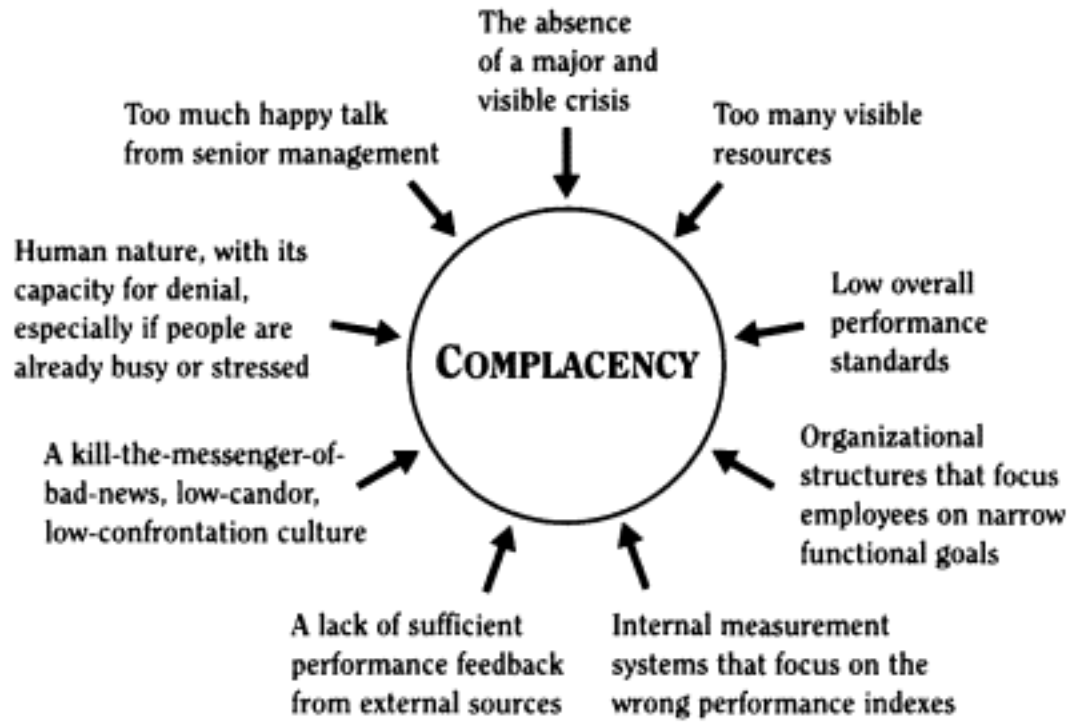 The absence
of a major and
visible crisis
Too many visible
resources
Low overall
performance
standards
Organizational
structures that focus
employees on narrow
functional goals
Internal measurement
systems that focus on the
wrong performance indexes
A lack of sufficient
performance feedback
from external sources
A kill-the-messenger-of-
bad-news, low-candor,
low-confrontation culture
Human nature, with its
capacity for denial,
especially if people are
already busy or stressed
Too much happy talk
from senior management
COMPLACENCY